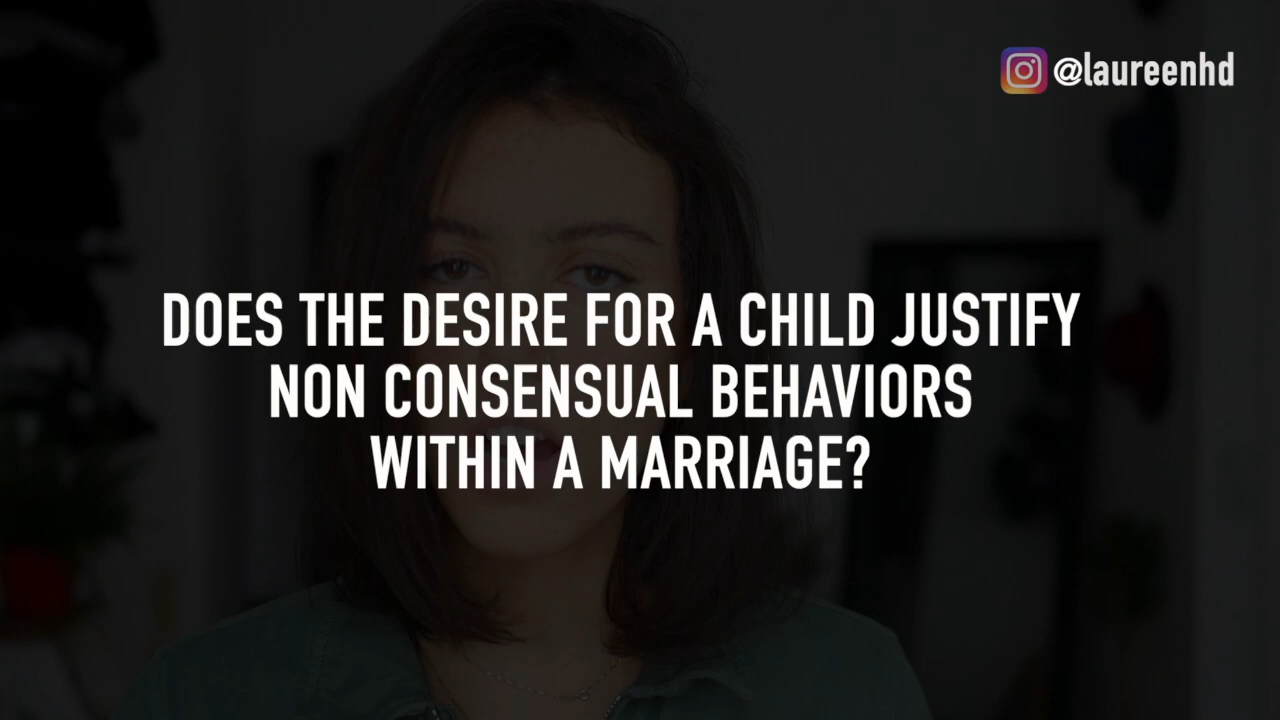 @laureenhd
DOES THE DESIRE FOR A CHILD JUSTIFY
NON CONSENSUAL BEHAVIORS
WITHIN A MARRIAGE?